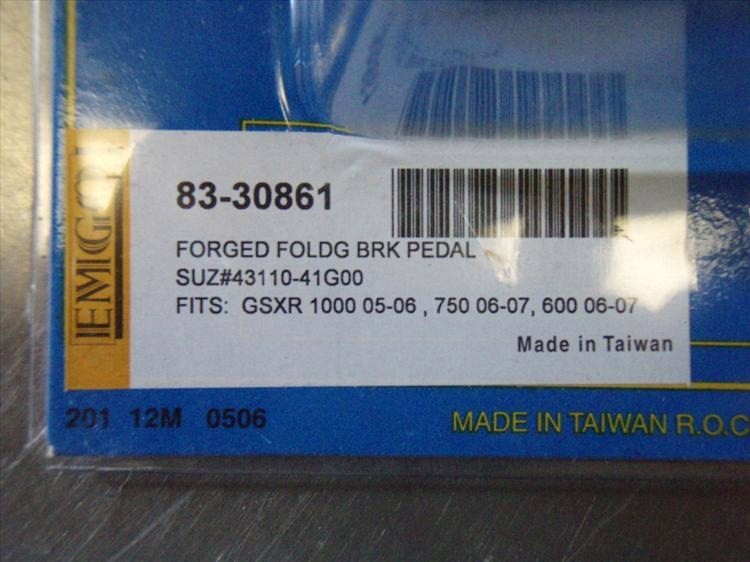 EMGO
83-30861
FORGED FOLDG BRK PEDAL
SUZ#43110-41G00
FITS: GSXR 1000 05-06 , 750 06-07, 600 06-07
Made in Taiwan
201 12M 0506
MADE IN TAIWAN R.O.C